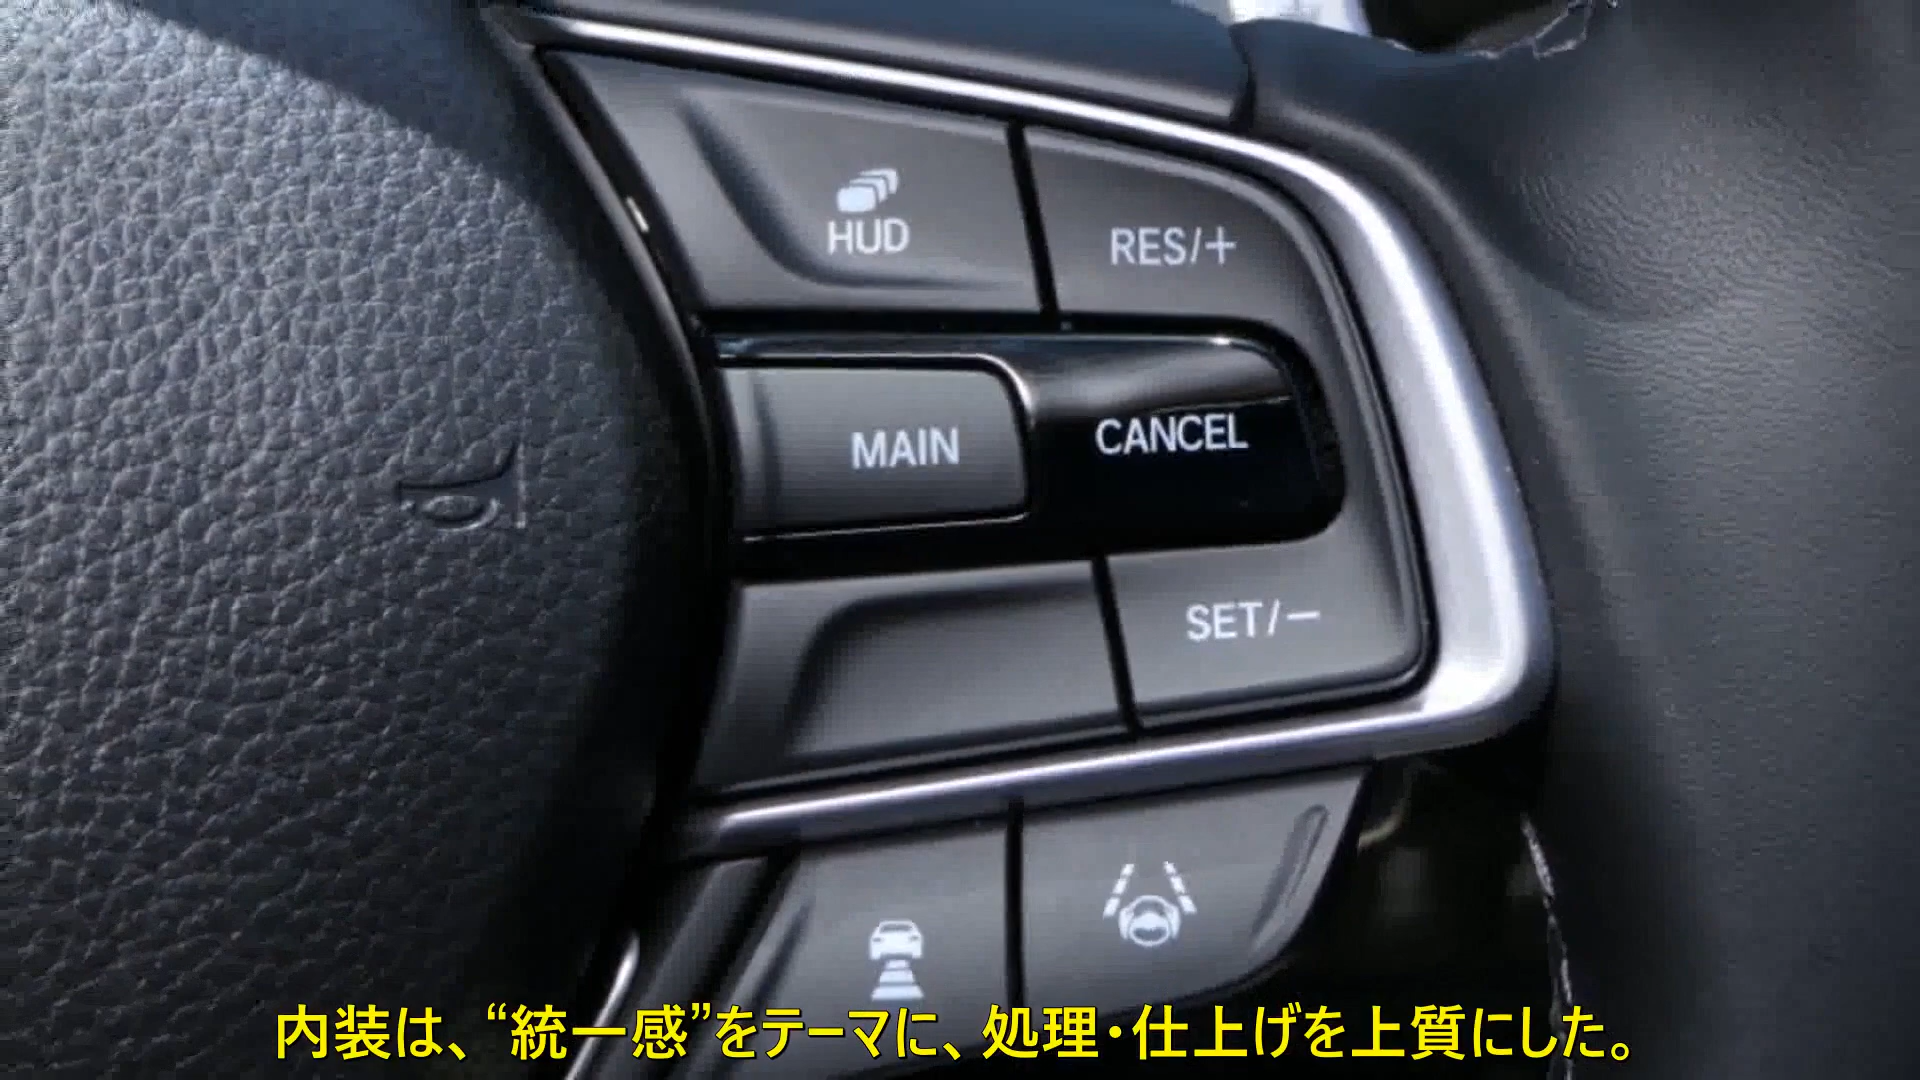 HUD
RES/+
MAIN
CANCEL
SET/−
内装は、“統一感”をテーマに、処理・仕上げを上質にした。